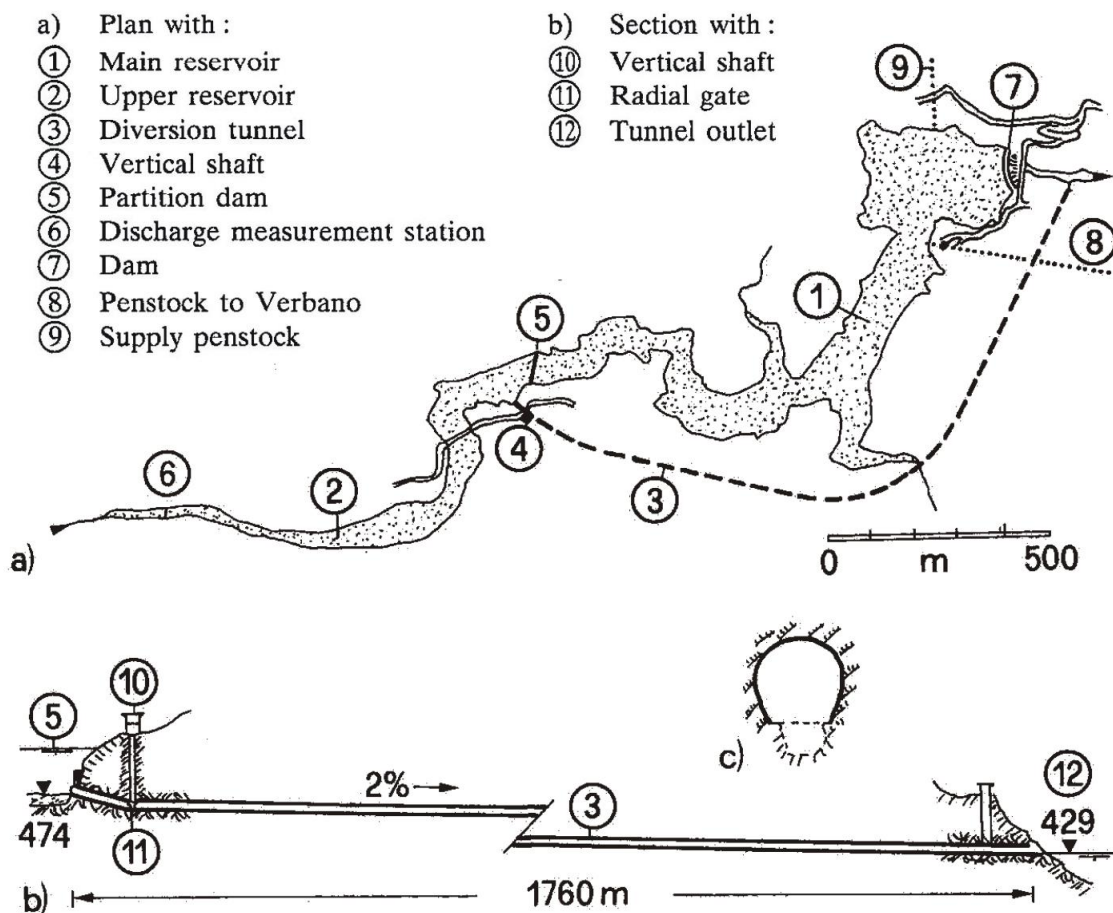 a) Plan with :
① Main reservoir
② Upper reservoir
③ Diversion tunnel
④ Vertical shaft
⑤ Partition dam
⑥ Discharge measurement station
⑦ Dam
⑧ Penstock to Verbano
⑨ Supply penstock
b) Section with :
⑩ Vertical shaft
⑪ Radial gate
⑫ Tunnel outlet
⑨
⑦
⑧
①
⑤
④
⑥
②
③
a)
0 m 500
⑩
⑤
c)
⑫
2%
③
474
429
⑪
b)
1760 m